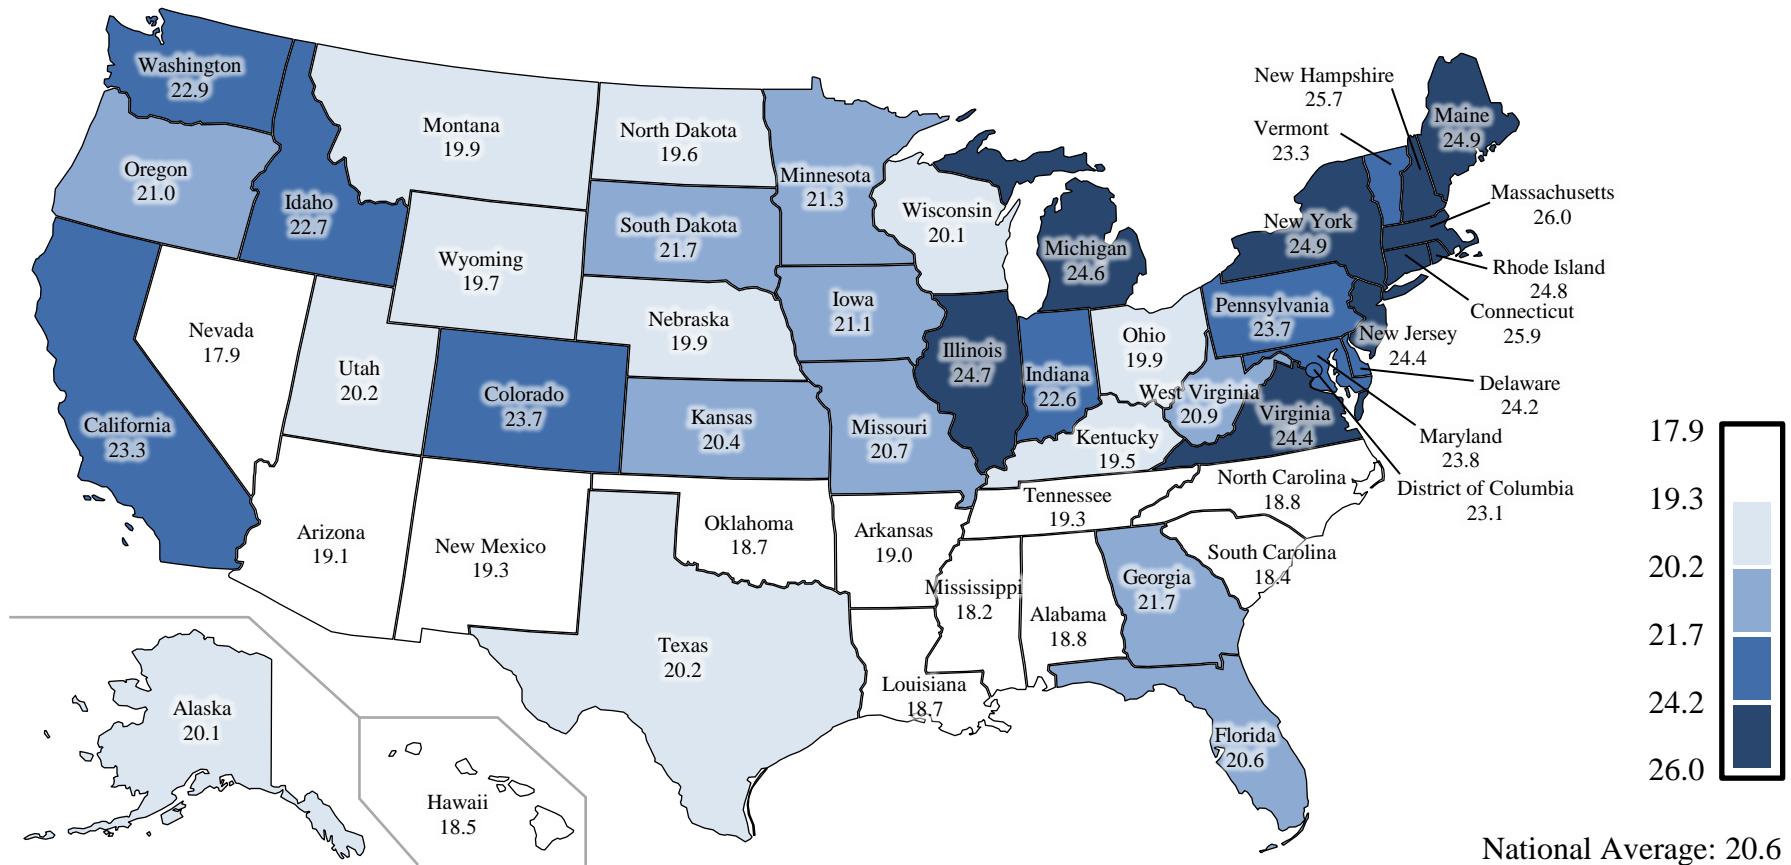 Washington
22.9
Oregon
21.0
California
23.3
Idaho
22.7
Nevada
17.9
Montana
19.9
Wyoming
19.7
Utah
20.2
Colorado
23.7
Arizona
19.1
New Mexico
19.3
North Dakota
19.6
South Dakota
21.7
Nebraska
19.9
Kansas
20.4
Oklahoma
18.7
Texas
20.2
Minnesota
21.3
Iowa
21.1
Missouri
20.7
Arkansas
19.0
Louisiana
18.7
Wisconsin
20.1
Illinois
24.7
Michigan
24.6
Indiana
22.6
Ohio
19.9
Kentucky
19.5
Tennessee
19.3
Mississippi
18.2
Alabama
18.8
Georgia
21.7
Florida
20.6
South Carolina
18.4
North Carolina
18.8
Virginia
24.4
West Virginia
20.9
Pennsylvania
23.7
New York
24.9
Vermont
23.3
New Hampshire
25.7
Maine
24.9
Massachusetts
26.0
Rhode Island
24.8
Connecticut
25.9
New Jersey
24.4
Delaware
24.2
Maryland
23.8
District of Columbia
23.1
Alaska
20.1
Hawaii
18.5
17.9
19.3
20.2
21.7
24.2
26.0
National Average: 20.6